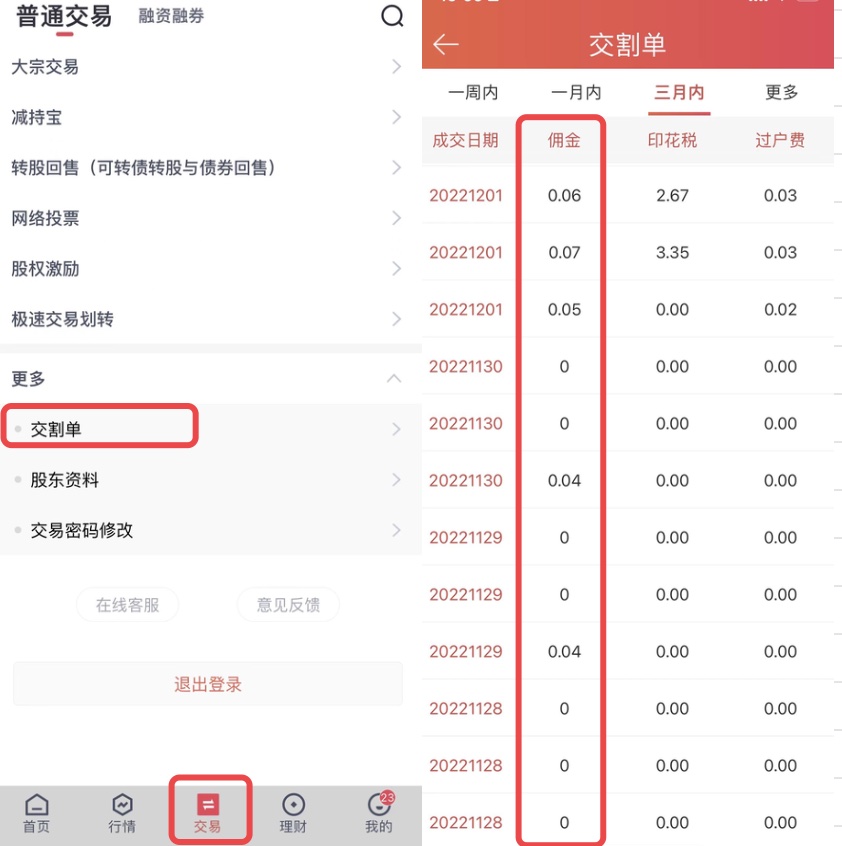 普通交易 融资融券
大宗交易
减持宝
转股回售（可转债转股与债券回售）
网络投票
股权激励
极速交易划转
更多
交割单
股东资料
交易密码修改
在线客服 意见反馈
退出登录
首页 行情 交易 理财 23 我的
交割单
一周内 一月内 三月内 更多
成交日期 佣金 印花税 过户费
20221201 0.06 2.67 0.03
20221201 0.07 3.35 0.03
20221201 0.05 0.00 0.02
20221130 0 0.00 0.00
20221130 0 0.00 0.00
20221130 0.04 0.00 0.00
20221129 0 0.00 0.00
20221129 0 0.00 0.00
20221129 0.04 0.00 0.00
20221128 0 0.00 0.00
20221128 0 0.00 0.00
20221128 0 0.00 0.00